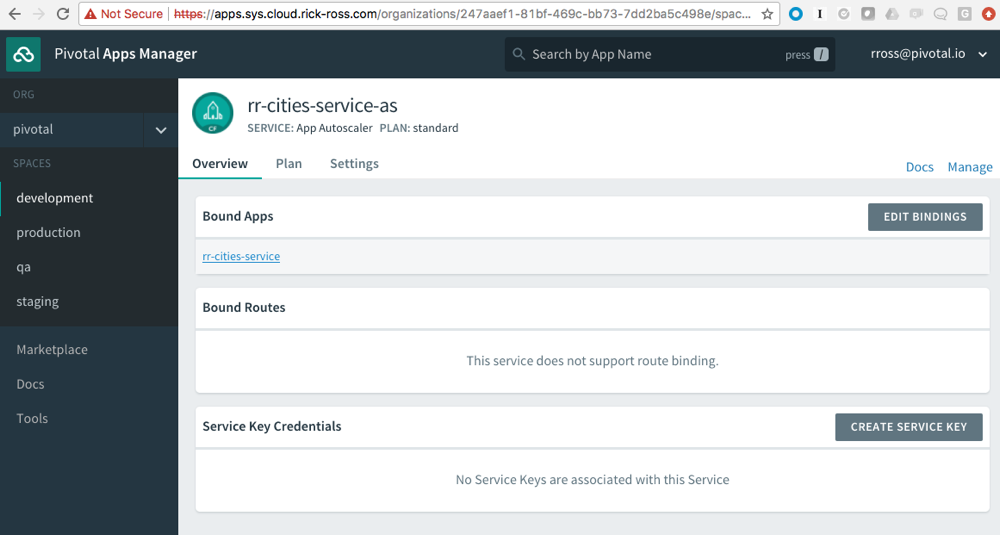 Not Secure https://apps.sys.cloud.rick-ross.com/organizations/247aaef1-81bf-469c-bb73-7dd2ba5c498e/spac...
Pivotal Apps Manager
Search by App Name
press /
rross@pivotal.io
ORG
pivotal
SPACES
development
production
qa
staging
Marketplace
Docs
Tools
rr-cities-service-as
SERVICE: App Autoscaler PLAN: standard
CF
Overview Plan Settings
Docs Manage
Bound Apps
EDIT BINDINGS
rr-cities-service
Bound Routes
This service does not support route binding.
Service Key Credentials
CREATE SERVICE KEY
No Service Keys are associated with this Service